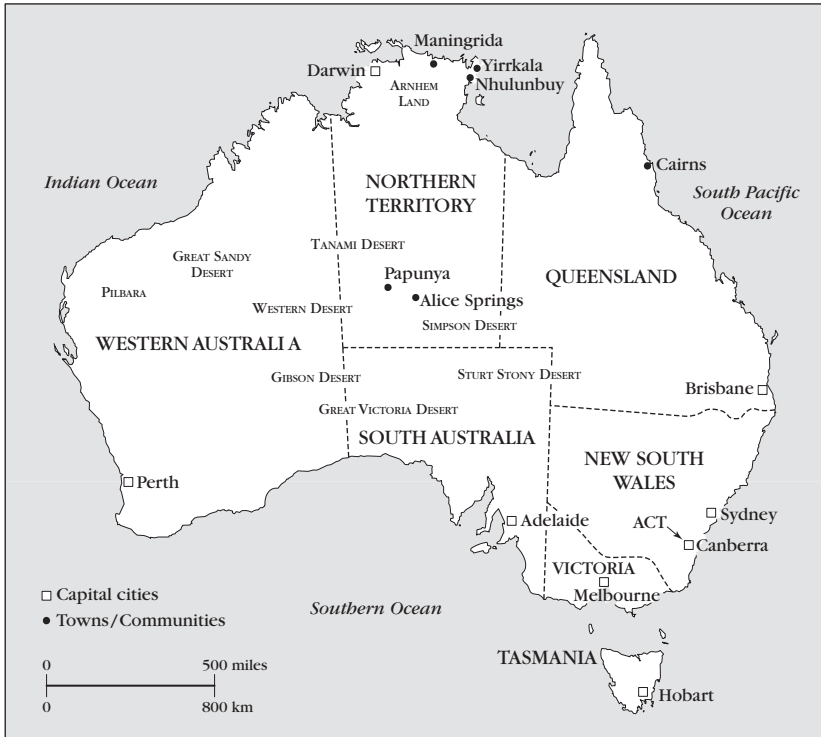 Maningrida
Darwin
Yirrkala
Nhulunbuy
ARNHEM
LAND
Cairns
Indian Ocean
South Pacific
Ocean
NORTHERN
TERRITORY
TANAMI DESERT
GREAT SANDY
DESERT
PILBARA
Papunya
Alice Springs
QUEENSLAND
WESTERN DESERT
SIMPSON DESERT
WESTERN AUSTRALIA
GIBSON DESERT
STURT STONY DESERT
Brisbane
GREAT VICTORIA DESERT
SOUTH AUSTRALIA
NEW SOUTH
WALES
Perth
Adelaide
ACT
Sydney
Canberra
VICTORIA
Melbourne
Capital cities
Towns/Communities
Southern Ocean
TASMANIA
Hobart
0 500 miles
0 800 km